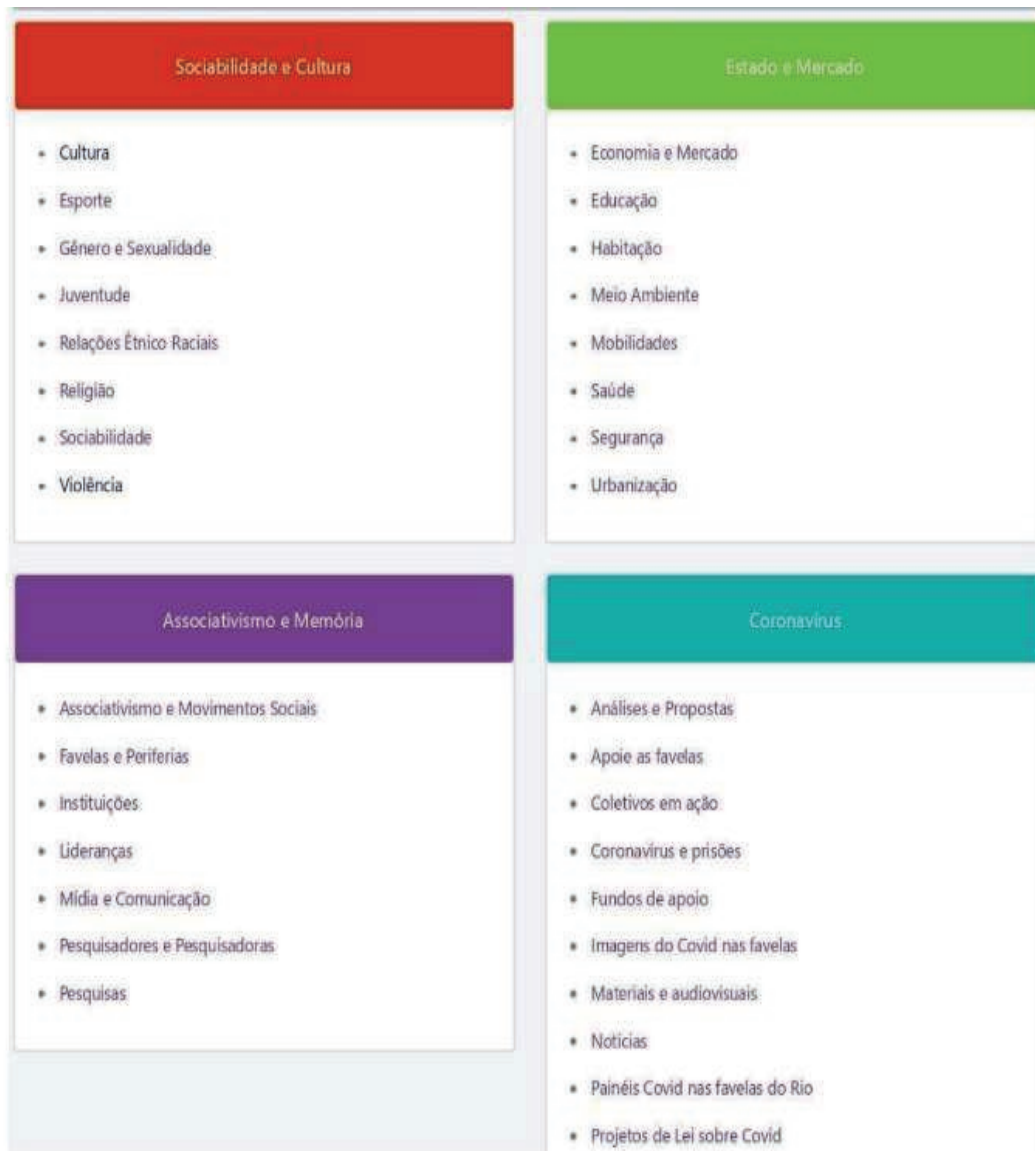 Sociabilidade e Cultura
Cultura
Esporte
Gênero e Sexualidade
Juventude
Relações Étnico Raciais
Religião
Sociabilidade
Violência
Estado e Mercado
Economia e Mercado
Educação
Habitação
Meio Ambiente
Mobilidades
Saúde
Segurança
Urbanização
Associativismo e Memória
Associativismo e Movimentos Sociais
Favelas e Periferias
Instituições
Lideranças
Mídia e Comunicação
Pesquisadores e Pesquisadoras
Pesquisas
Coronavírus
Análises e Propostas
Apoie as favelas
Coletivos em ação
Coronavírus e prisões
Fundos de apoio
Imagens do Covid nas favelas
Materiais e audiovisuais
Notícias
Painéis Covid nas favelas do Rio
Projetos de Lei sobre Covid